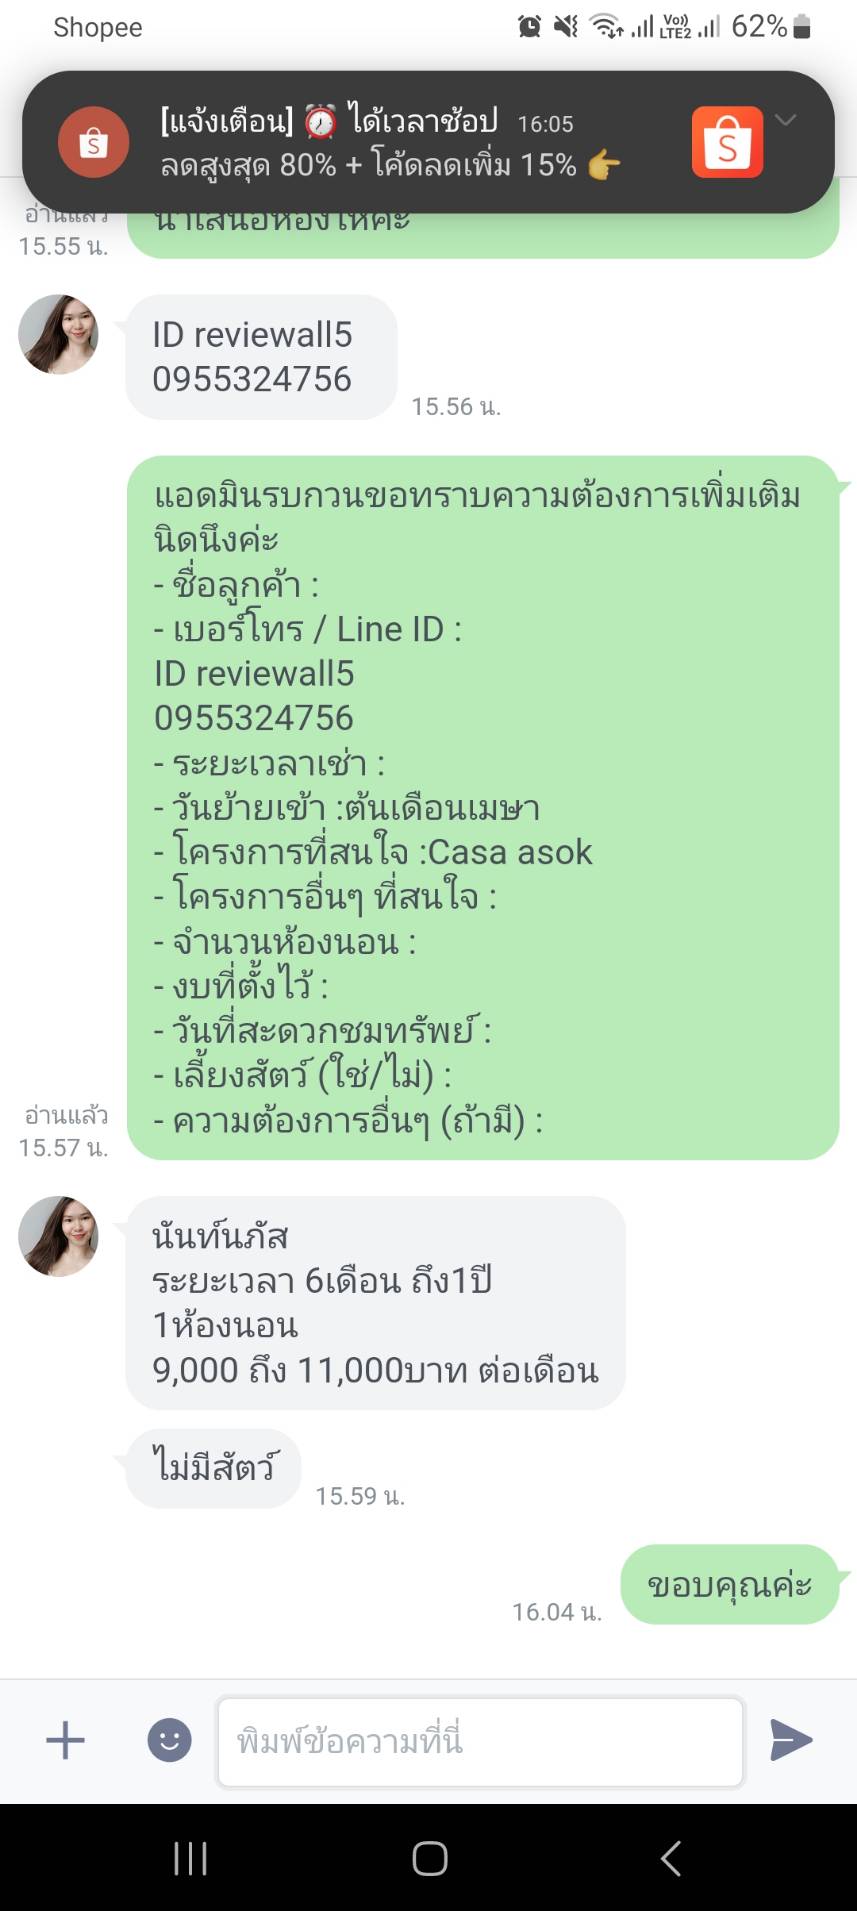 Shopee
Vo))
LTE2
62%
[แจ้งเตือน] ⏰ ได้เวลาช้อป 16:05
ลดสูงสุด 80% + โค้ดลดเพิ่ม 15% 👉
อ่านแล้ว
นำเสนอห้องให้ค่ะ
15.55 น.
ID reviewall5
0955324756
15.56 น.
แอดมินรบกวนขอทราบความต้องการเพิ่มเติม
นิดนึงค่ะ
- ชื่อลูกค้า :
- เบอร์โทร / Line ID :
ID reviewall5
0955324756
- ระยะเวลาเช่า :
- วันย้ายเข้า :ต้นเดือนเมษา
- โครงการที่สนใจ :Casa asok
- โครงการอื่นๆ ที่สนใจ :
- จำนวนห้องนอน :
- งบที่ตั้งไว้ :
- วันที่สะดวกชมทรัพย์ :
- เลี้ยงสัตว์ (ใช่/ไม่) :
- ความต้องการอื่นๆ (ถ้ามี) :
อ่านแล้ว
15.57 น.
นันท์นภัส
ระยะเวลา 6เดือน ถึง1ปี
1ห้องนอน
9,000 ถึง 11,000บาท ต่อเดือน
ไม่มีสัตว์
15.59 น.
ขอบคุณค่ะ
16.04 น.
พิมพ์ข้อความที่นี่